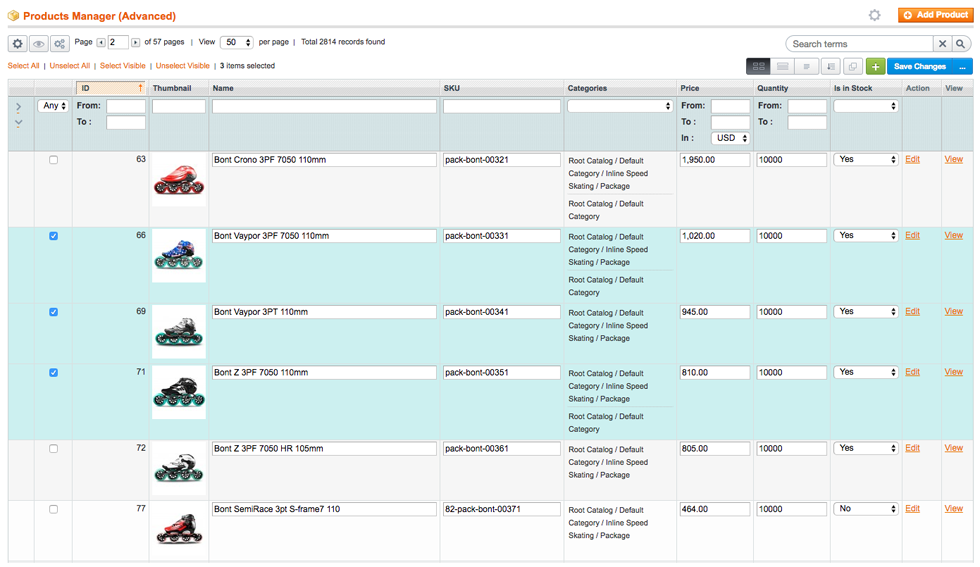 Products Manager (Advanced)
Add Product
Page 2 of 57 pages | View 50 per page | Total 2814 records found
Search terms
Select All | Unselect All | Select Visible | Unselect Visible | 3 items selected
Save Changes ...
ID ↑ Thumbnail Name SKU Categories Price Quantity Is in Stock Action View
Any From: From: From:
To : To : To :
In : USD
63 Bont Crono 3PF 7050 110mm pack-bont-00321 Root Catalog / Default 1,950.00 10000 Yes Edit View
Category / Inline Speed
Skating / Package
Root Catalog / Default
Category
66 Bont Vaypor 3PF 7050 110mm pack-bont-00331 Root Catalog / Default 1,020.00 10000 Yes Edit View
Category / Inline Speed
Skating / Package
Root Catalog / Default
Category
69 Bont Vaypor 3PT 110mm pack-bont-00341 Root Catalog / Default 945.00 10000 Yes Edit View
Category / Inline Speed
Skating / Package
71 Bont Z 3PF 7050 110mm pack-bont-00351 Root Catalog / Default 810.00 10000 Yes Edit View
Category / Inline Speed
Skating / Package
Root Catalog / Default
Category
72 Bont Z 3PF 7050 HR 105mm pack-bont-00361 Root Catalog / Default 805.00 10000 Yes Edit View
Category / Inline Speed
Skating / Package
77 Bont SemiRace 3pt S-frame7 110 82-pack-bont-00371 Root Catalog / Default 464.00 10000 No Edit View
Category / Inline Speed
Skating / Package